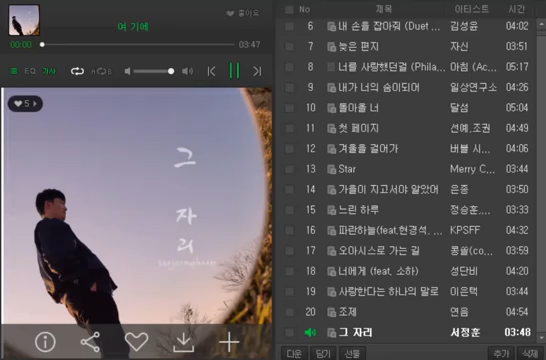 좋아요
여 기에
00:00
03:47
EQ 가사
5
그
자
리
seojeonghoon
No 제목 아티스트 시간
6 내 손을 잡아줘 (Duet ... 김성윤 04:02
7 늦은 편지 자신 03:51
8 너를 사랑했던걸 (Phila... 아침 (Ac... 05:17
9 내가 너의 숨이되어 일상연구소 04:26
10 돌아올 너 달섬 05:04
11 첫 페이지 선예,조권 04:49
12 겨울을 걸어가 버블 시... 04:06
13 Star Merry C... 03:44
14 가을이 지고서야 알았어 은종 03:50
15 느린 하루 정승훈,... 03:33
16 파란하늘(feat,현경석, ... KPSFF 04:32
17 오아시스로 가는 길 콩쏠(co... 03:59
18 너에게 (feat, 소하) 성단비 04:20
19 사랑한다는 하나의 말로 이은택 03:44
20 조제 연음 04:54
그 자리 서정훈 03:48
다운 담기 선물 추가 삭제